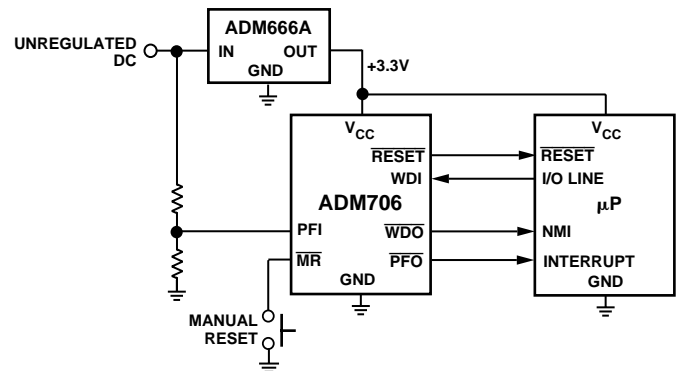 UNREGULATED
DC
ADM666A
IN OUT
GND
+3.3V
VCC
RESET
WDI
ADM706
PFI
WDO
MR
PFO
GND
MANUAL
RESET
VCC
RESET
I/O LINE
μP
NMI
INTERRUPT
GND